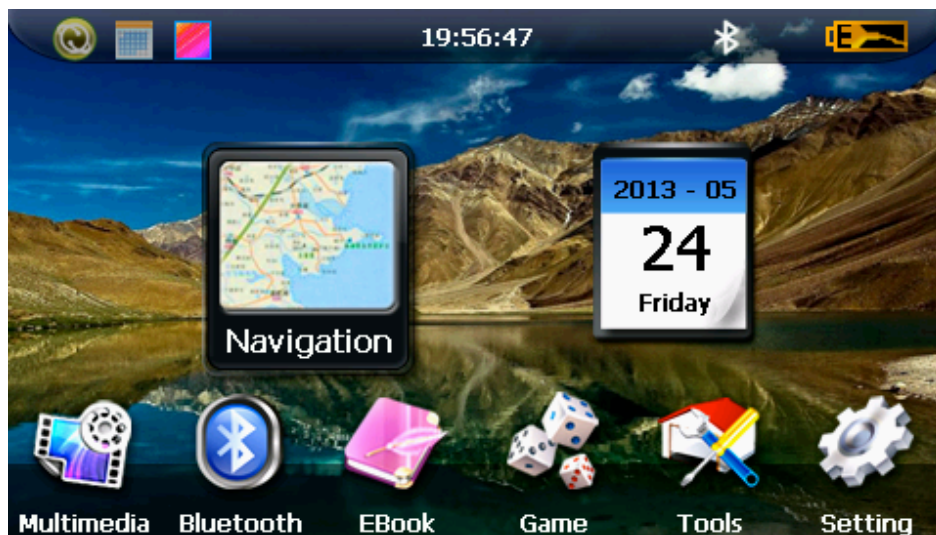 19:56:47
E
2013 - 05
24
Friday
Navigation
Multimedia
Bluetooth
EBook
Game
Tools
Setting